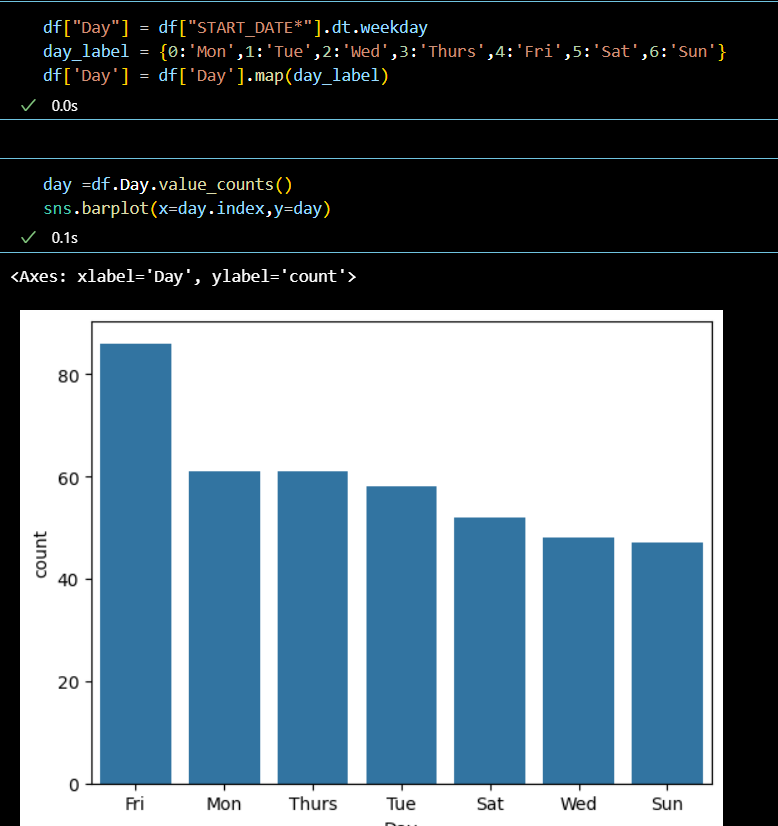 df["Day"] = df["START_DATE*"].dt.weekday
day_label = {0:'Mon',1:'Tue',2:'Wed',3:'Thurs',4:'Fri',5:'Sat',6:'Sun'}
df['Day'] = df['Day'].map(day_label)
✓ 0.0s
day =df.Day.value_counts()
sns.barplot(x=day.index,y=day)
✓ 0.1s
<Axes: xlabel='Day', ylabel='count'>
80
60
count
40
20
0
Fri Mon Thurs Tue Sat Wed Sun
Day